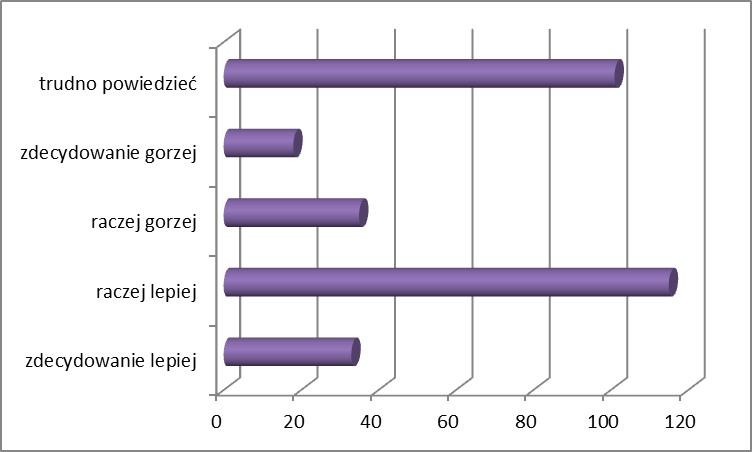 trudno powiedzieć
zdecydowanie gorzej
raczej gorzej
raczej lepiej
zdecydowanie lepiej
0 20 40 60 80 100 120